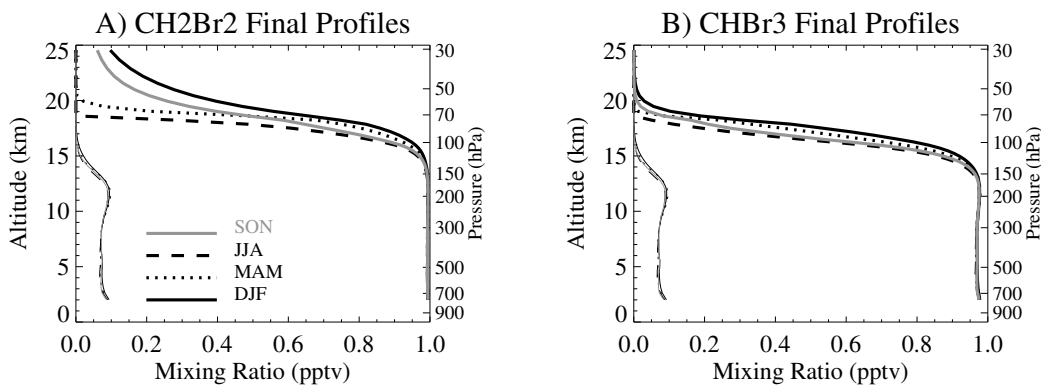 A) CH2Br2 Final Profiles
25
20
15
10
5
0
Altitude (km)
30
50
70
100
150
200
300
500
700
900
Pressure (hPa)
SON
JJA
MAM
DJF
0.0 0.2 0.4 0.6 0.8 1.0
Mixing Ratio (pptv)
B) CHBr3 Final Profiles
25
20
15
10
5
0
Altitude (km)
30
50
70
100
150
200
300
500
700
900
Pressure (hPa)
0.0 0.2 0.4 0.6 0.8 1.0
Mixing Ratio (pptv)